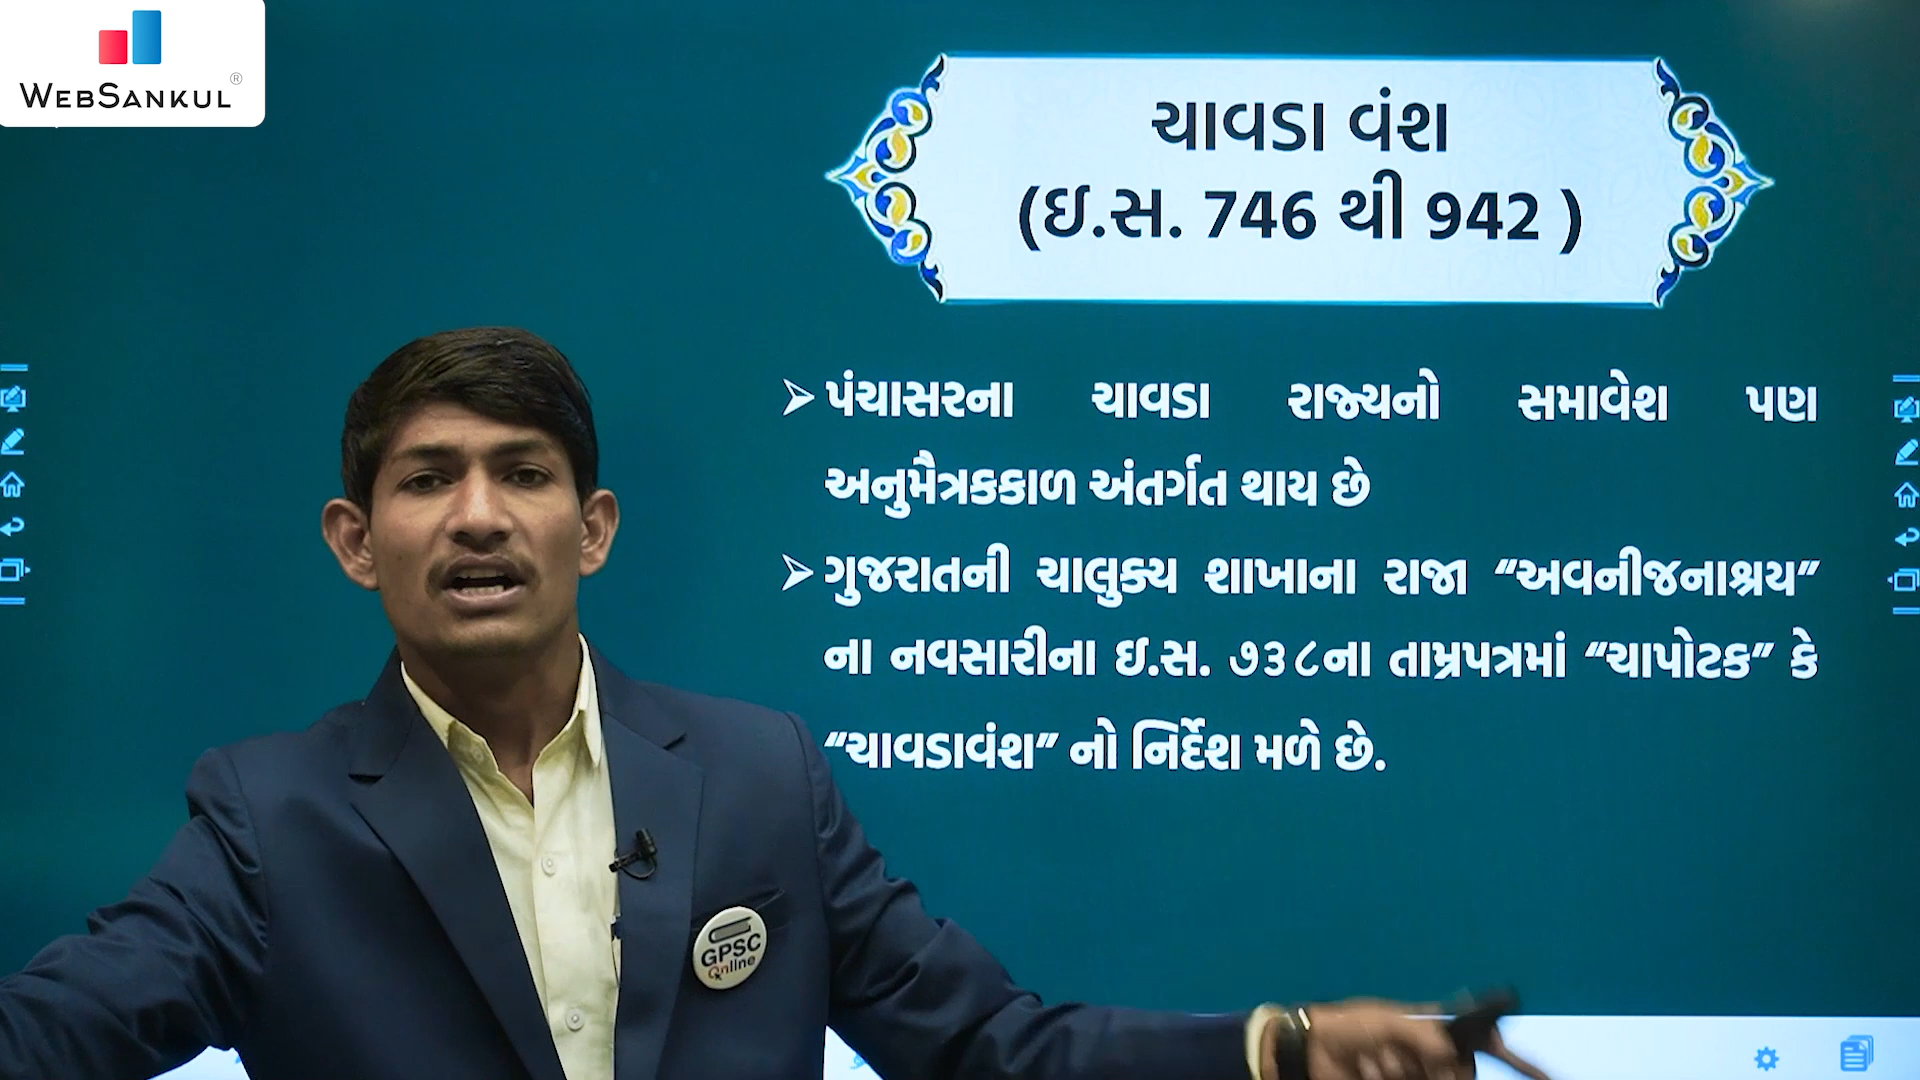 WEBSANKUL®
ચાવડા વંશ
(ઇ.સ. 746 થી 942 )
➢ પંચાસરના ચાવડા રાજ્યનો સમાવેશ પણ
અનુમૈત્રકકાળ અંતર્ગત થાય છે
➢ ગુજરાતની ચાલુક્ય શાખાના રાજા “અવનીજનાશ્રય”
ના નવસારીના ઇ.સ. ૭૩૮ના તામ્રપત્રમાં “ચાપોટક” કે
“ચાવડાવંશ” નો નિર્દેશ મળે છે.
GPSC
Online